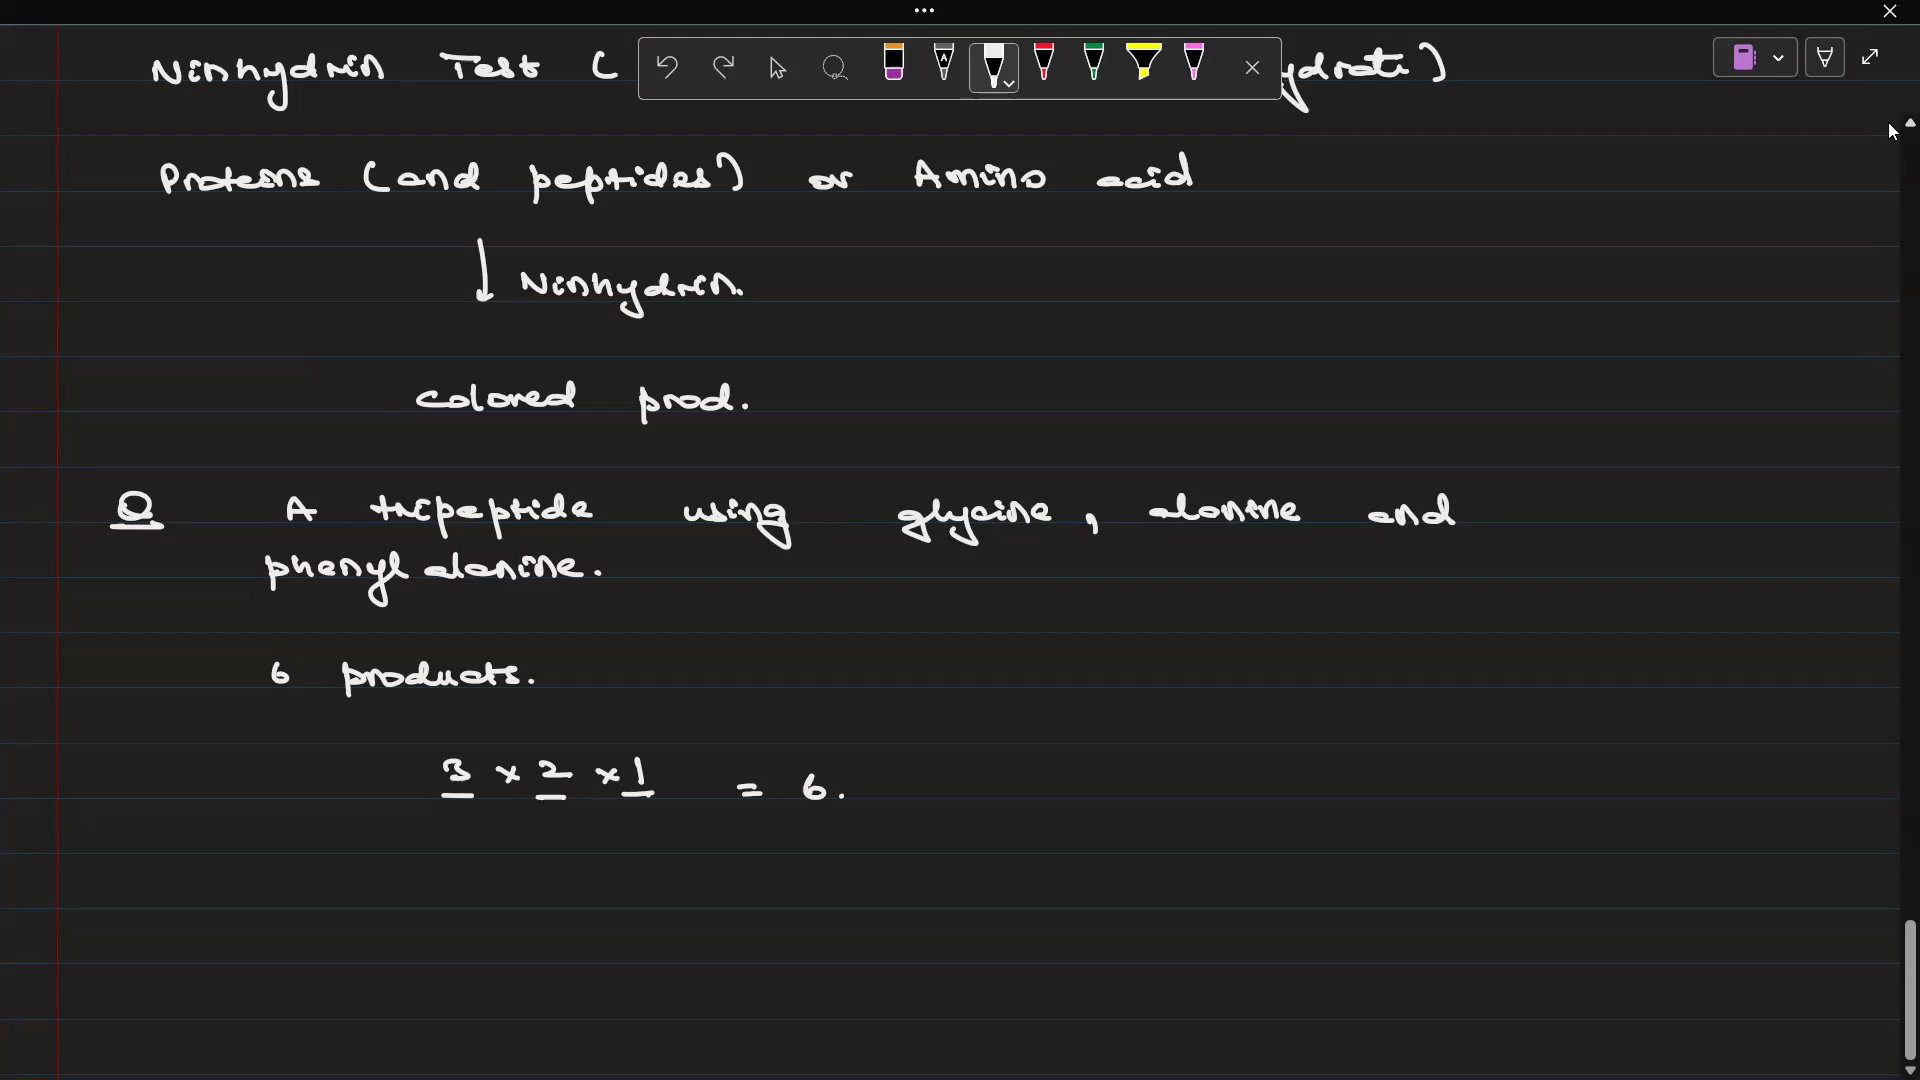 Ninhydrin Test (
Proteins (and peptides) or Amino acid
↓ Ninhydrin.
colored prod.
Q A tripeptide using glycine, alanine and
phenyl alanine.
6 products.
3 × 2 × 1 = 6.